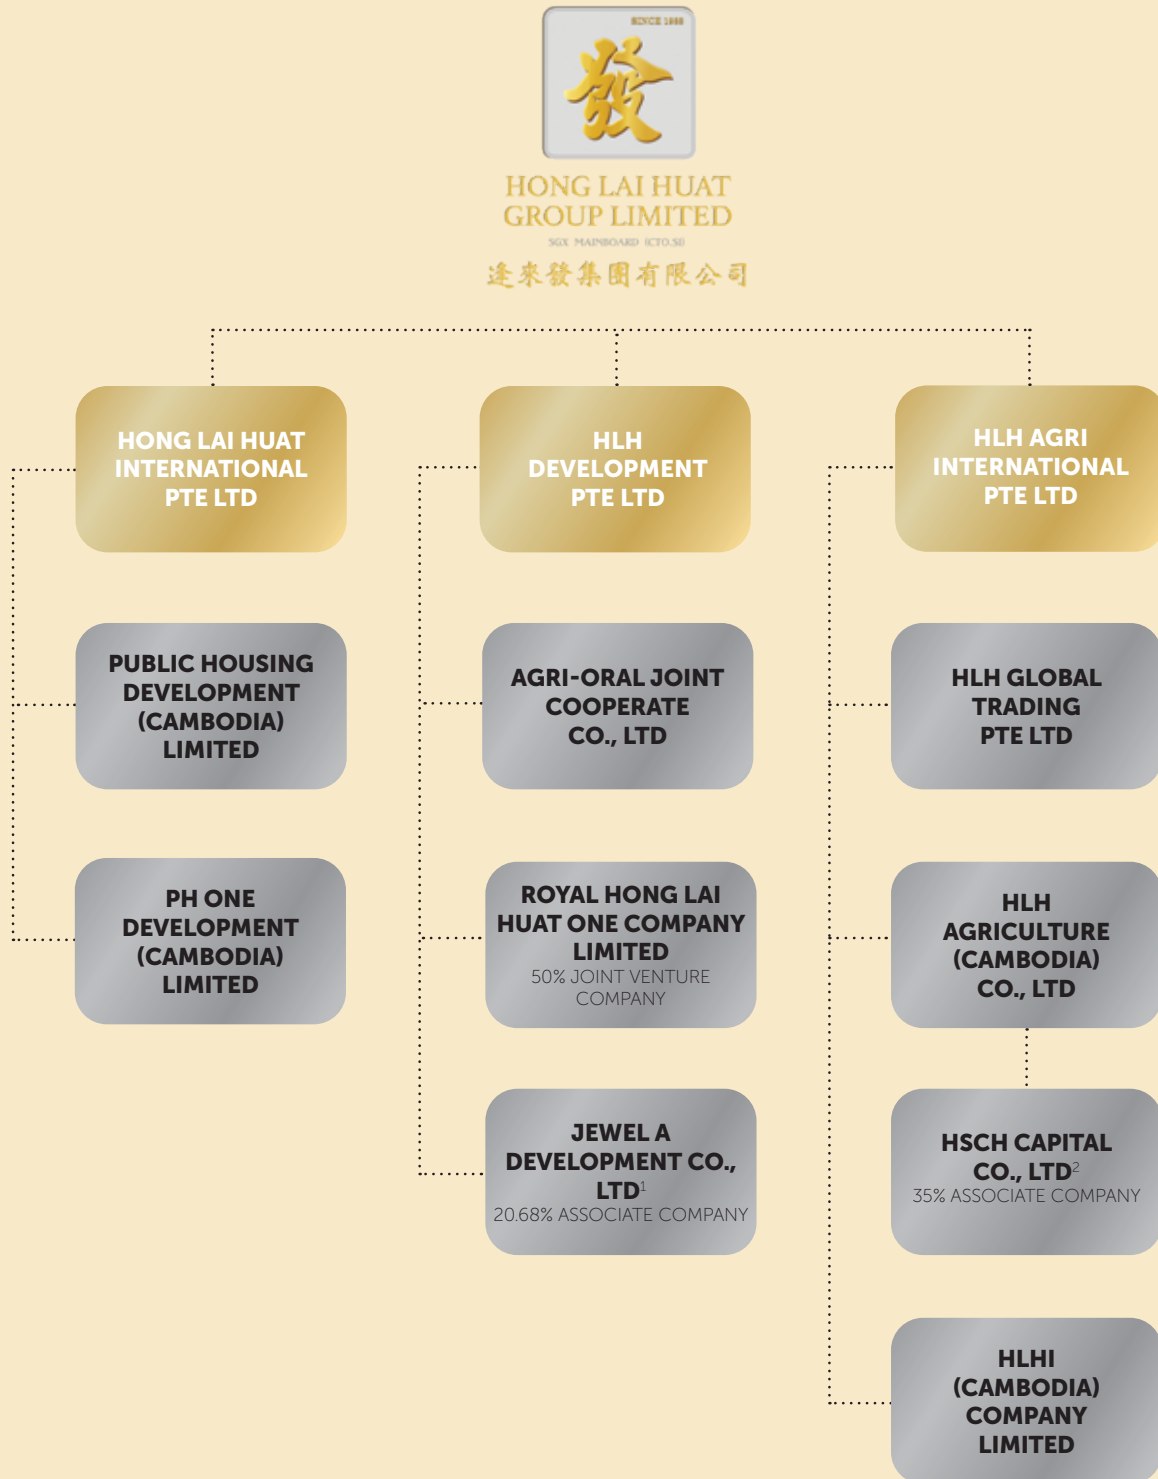 SINCE 1988
發
HONG LAI HUAT
GROUP LIMITED
SGX MAINBOARD (CTO.SI)
逢來發集團有限公司
HONG LAI HUAT
INTERNATIONAL
PTE LTD
PUBLIC HOUSING
DEVELOPMENT
(CAMBODIA)
LIMITED
PH ONE
DEVELOPMENT
(CAMBODIA)
LIMITED
HLH
DEVELOPMENT
PTE LTD
AGRI-ORAL JOINT
COOPERATE
CO., LTD
ROYAL HONG LAI
HUAT ONE COMPANY
LIMITED
50% JOINT VENTURE
COMPANY
JEWEL A
DEVELOPMENT CO.,
LTD¹
20.68% ASSOCIATE COMPANY
HLH AGRI
INTERNATIONAL
PTE LTD
HLH GLOBAL
TRADING
PTE LTD
HLH
AGRICULTURE
(CAMBODIA)
CO., LTD
HSCH CAPITAL
CO., LTD²
35% ASSOCIATE COMPANY
HLHI
(CAMBODIA)
COMPANY
LIMITED